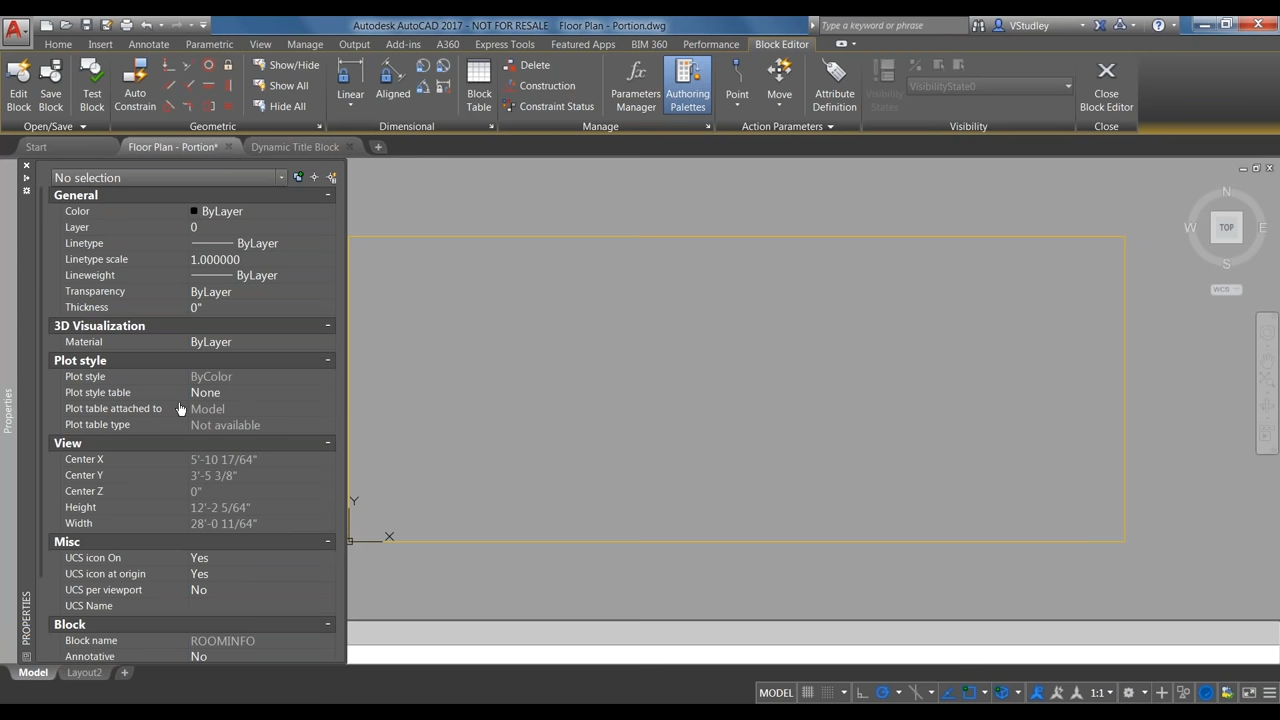 Autodesk AutoCAD 2017 - NOT FOR RESALE Floor Plan - Portion.dwg
Type a keyword or phrase
VStudley
Home Insert Annotate Parametric View Manage Output Add-ins A360 Express Tools Featured Apps BIM 360 Performance Block Editor
Edit Block
Save Block
Test Block
Open/Save
Auto Constrain
Show/Hide
Show All
Hide All
Geometric
Linear
Aligned
Dimensional
Block Table
Delete
Construction
Constraint Status
Parameters Manager
Authoring Palettes
Manage
Point
Move
Attribute Definition
Action Parameters
Visibility States
VisibilityState0
Visibility
Close Block Editor
Close
Start Floor Plan - Portion* Dynamic Title Block
No selection
General
Color ByLayer
Layer 0
Linetype ByLayer
Linetype scale 1.000000
Lineweight ByLayer
Transparency ByLayer
Thickness 0"
3D Visualization
Material ByLayer
Plot style
Plot style ByColor
Plot style table None
Plot table attached to Model
Plot table type Not available
View
Center X 5'-10 17/64"
Center Y 3'-5 3/8"
Center Z 0"
Height 12'-2 5/64"
Width 28'-0 11/64"
Misc
UCS icon On Yes
UCS icon at origin Yes
UCS per viewport No
UCS Name
Block
Block name ROOMINFO
Annotative No
Properties
PROPERTIES
N
W TOP E
S
WCS
Y
X
Model Layout2
MODEL 1:1